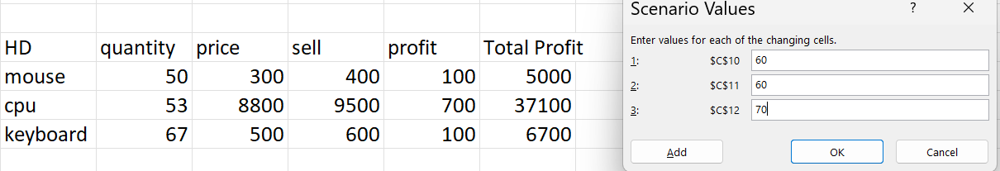 Scenario Values ? ×
Enter values for each of the changing cells.
HD quantity price sell profit Total Profit
1: $C$10 60
mouse 50 300 400 100 5000
2: $C$11 60
cpu 53 8800 9500 700 37100
3: $C$12 70
keyboard 67 500 600 100 6700
Add OK Cancel